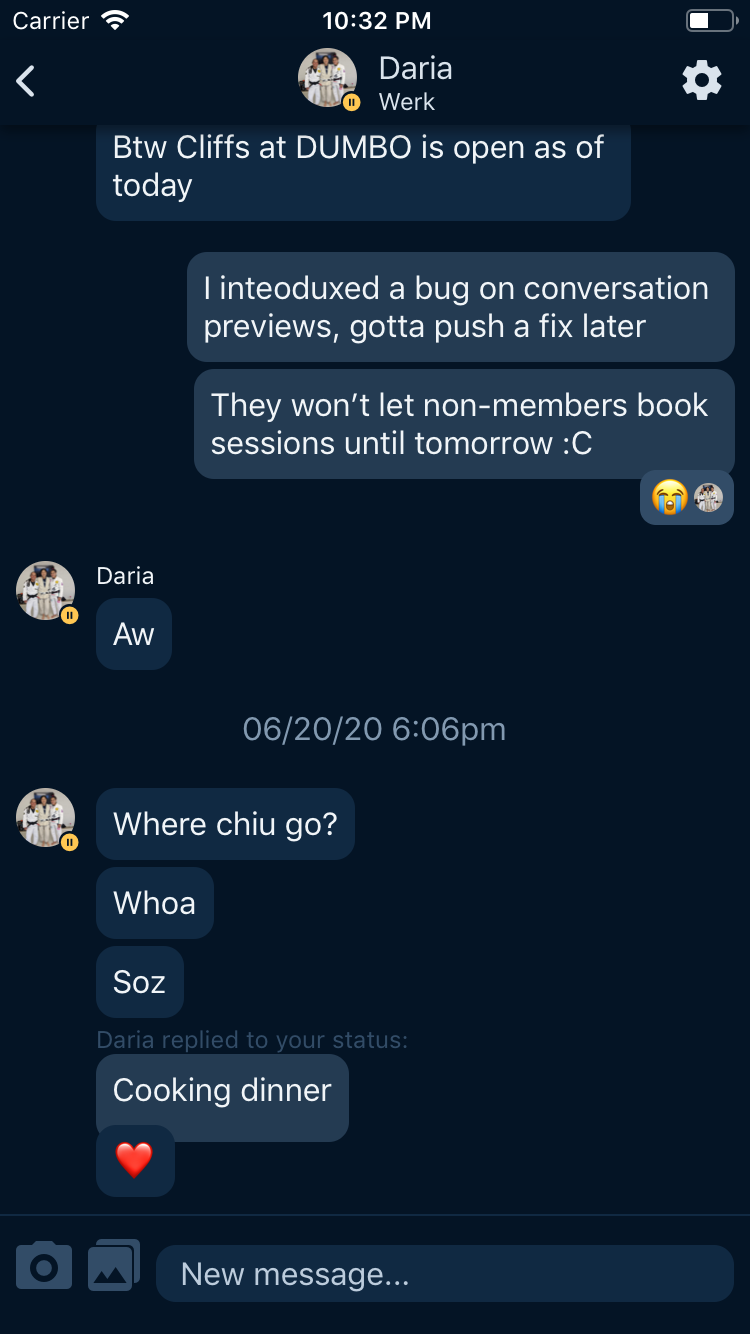 Carrier 10:32 PM
Daria
Werk
Btw Cliffs at DUMBO is open as of
today
I inteoduxed a bug on conversation
previews, gotta push a fix later
They won’t let non-members book
sessions until tomorrow :C
😭
Daria
Aw
06/20/20 6:06pm
Where chiu go?
Whoa
Soz
Daria replied to your status:
Cooking dinner
❤️
New message...